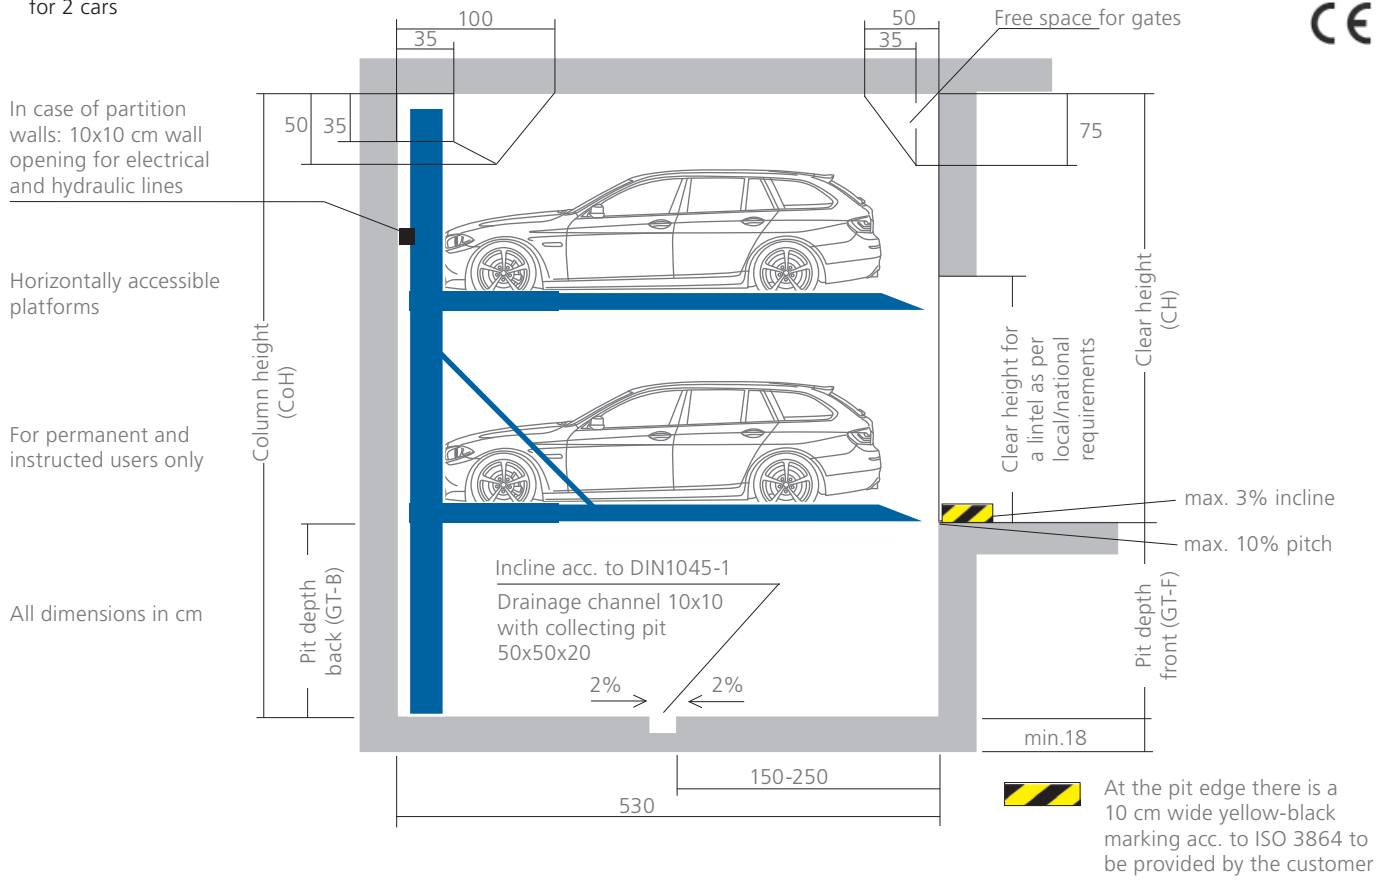 for 2 cars
100
35
50
35
Free space for gates
CE
In case of partition
walls: 10x10 cm wall
opening for electrical
and hydraulic lines
50
35
75
Horizontally accessible
platforms
Column height
(CoH)
Clear height for
a lintel as per
local/national
requirements
Clear height
(CH)
For permanent and
instructed users only
max. 3% incline
max. 10% pitch
All dimensions in cm
Pit depth
back (GT-B)
Incline acc. to DIN1045-1
Drainage channel 10x10
with collecting pit
50x50x20
2%
2%
Pit depth
front (GT-F)
min.18
150-250
530
At the pit edge there is a
10 cm wide yellow-black
marking acc. to ISO 3864 to
be provided by the customer